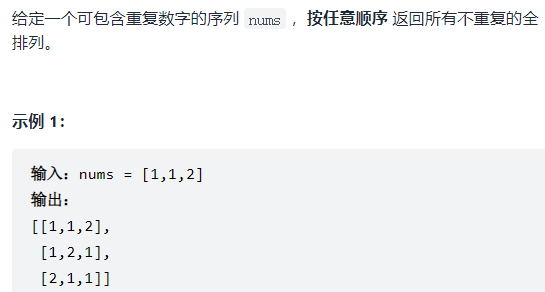 给定一个可包含重复数字的序列 nums ，按任意顺序 返回所有不重复的全
排列。
示例 1：
输入：nums = [1,1,2]
输出：
[[1,1,2],
[1,2,1],
[2,1,1]]